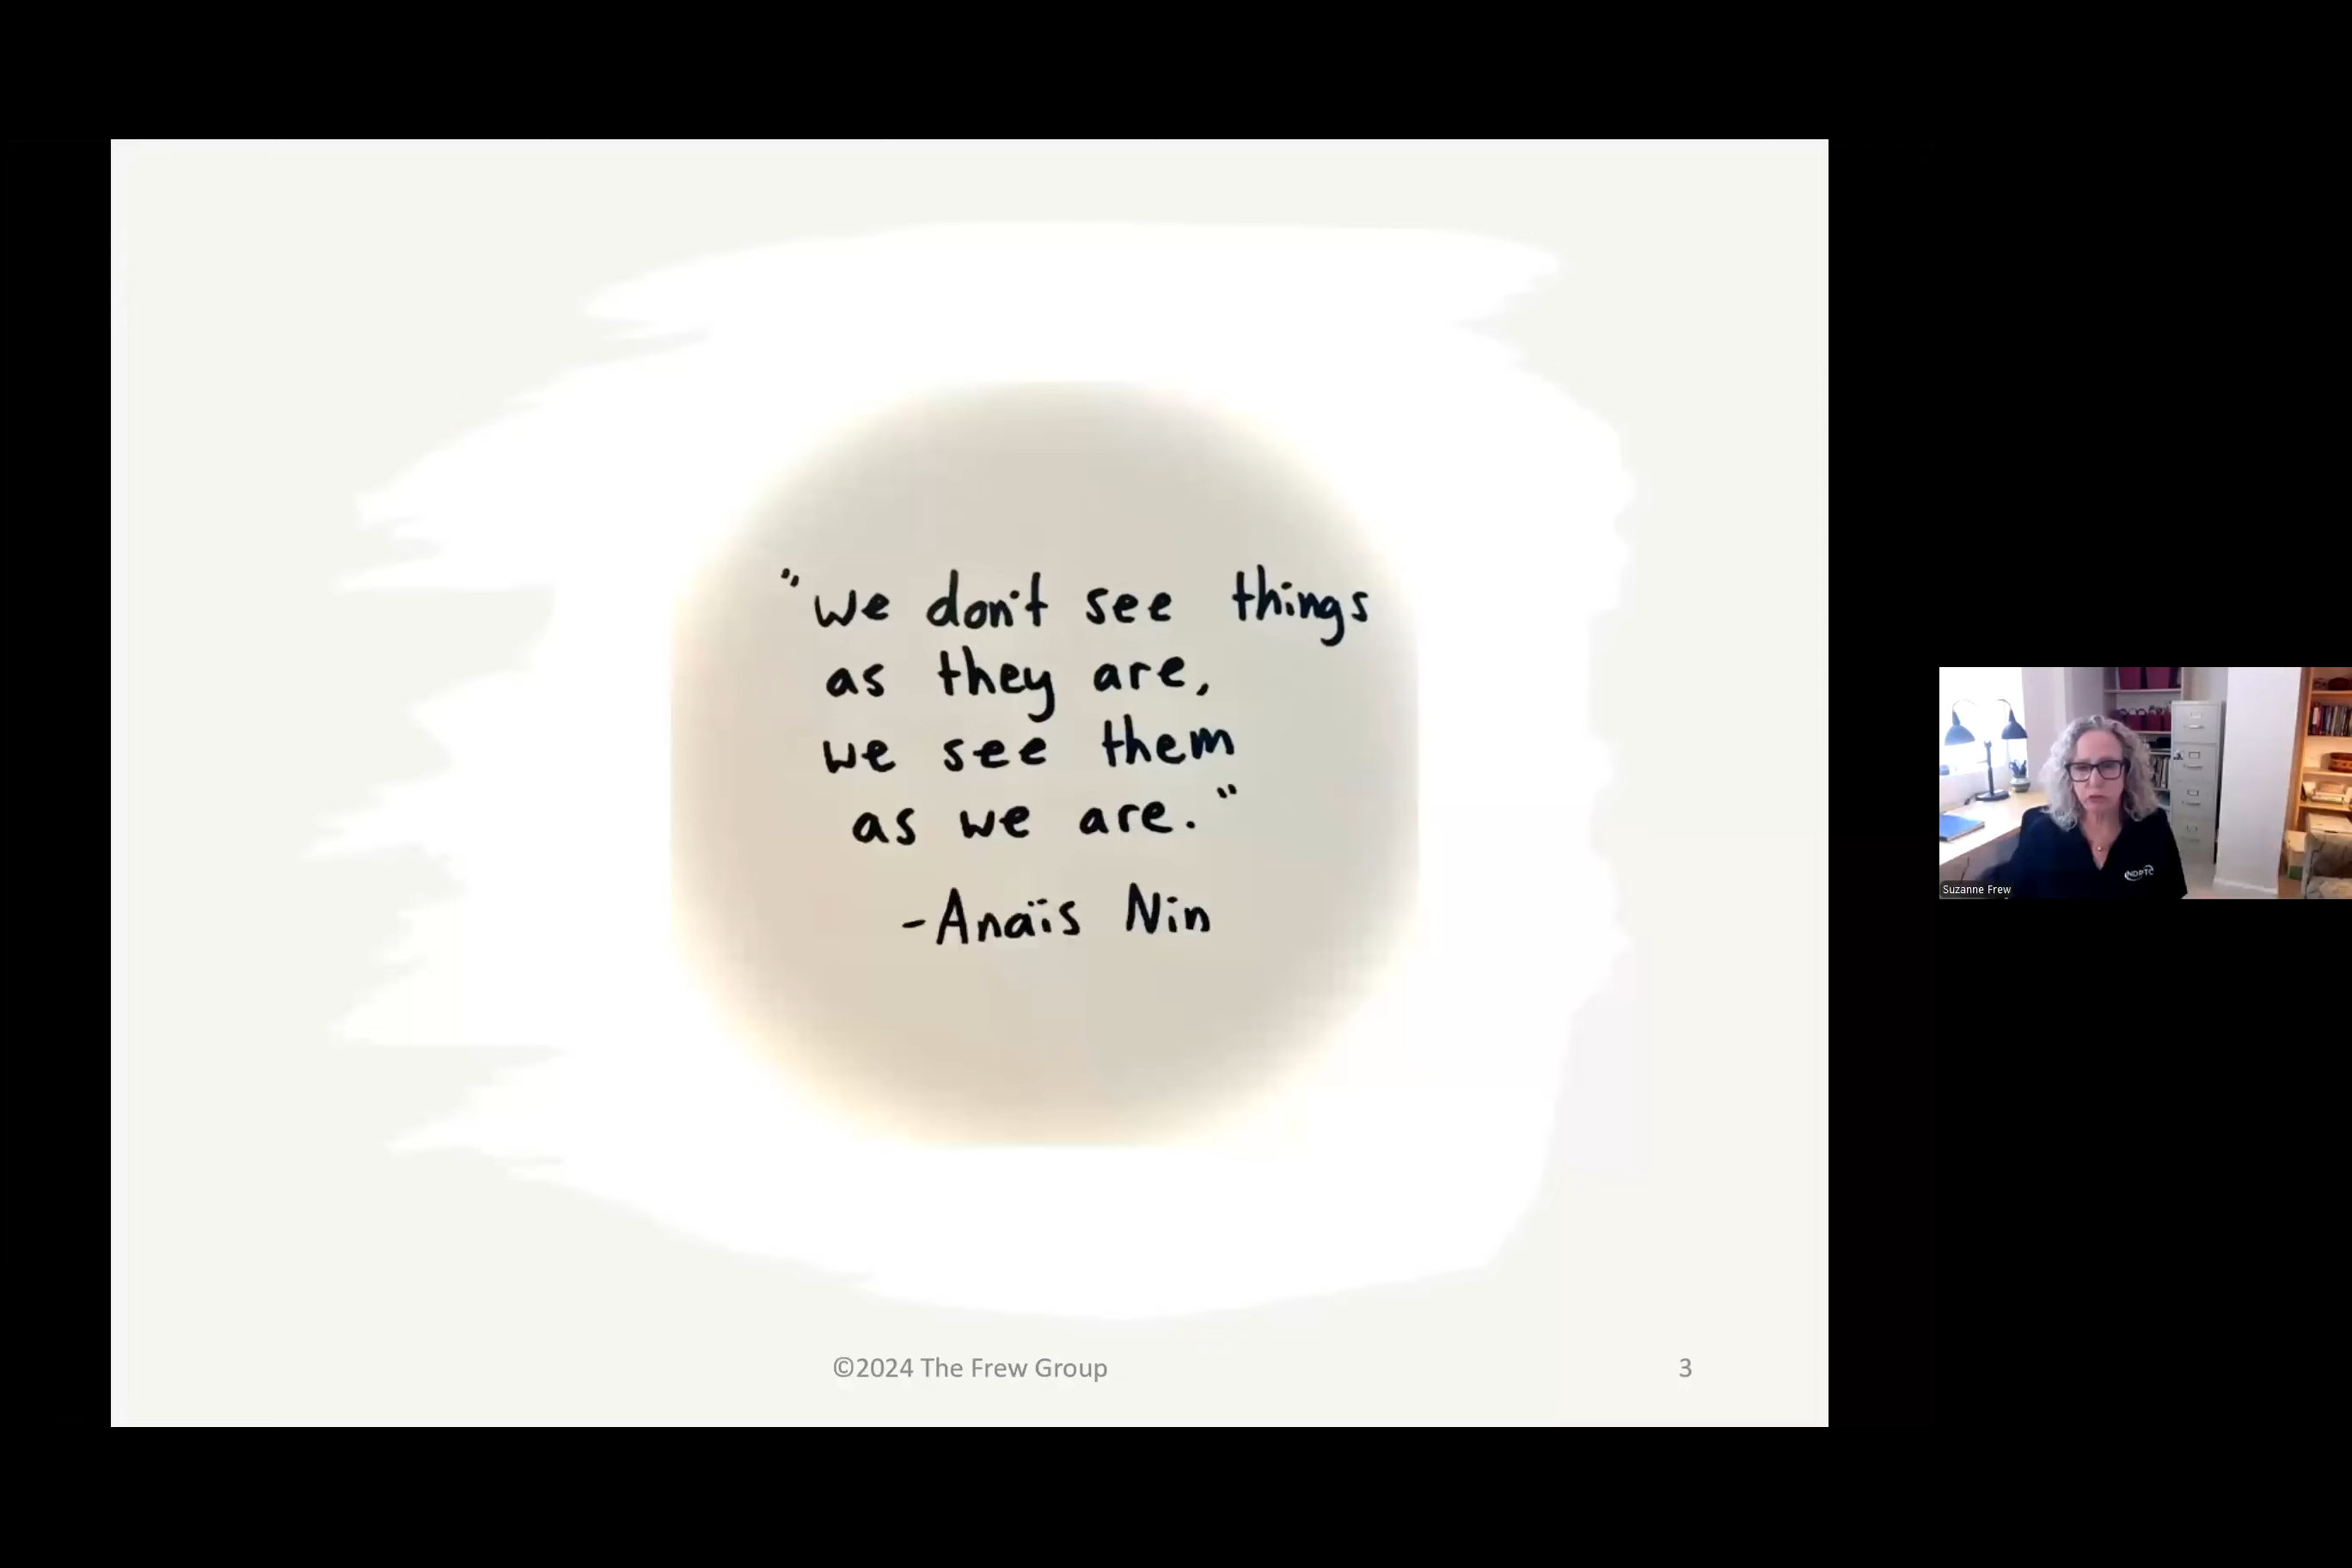 "we don't see things
as they are,
we see them
as we are."
-Anaïs Nin
©2024 The Frew Group
3
NDPTC
Suzanne Frew